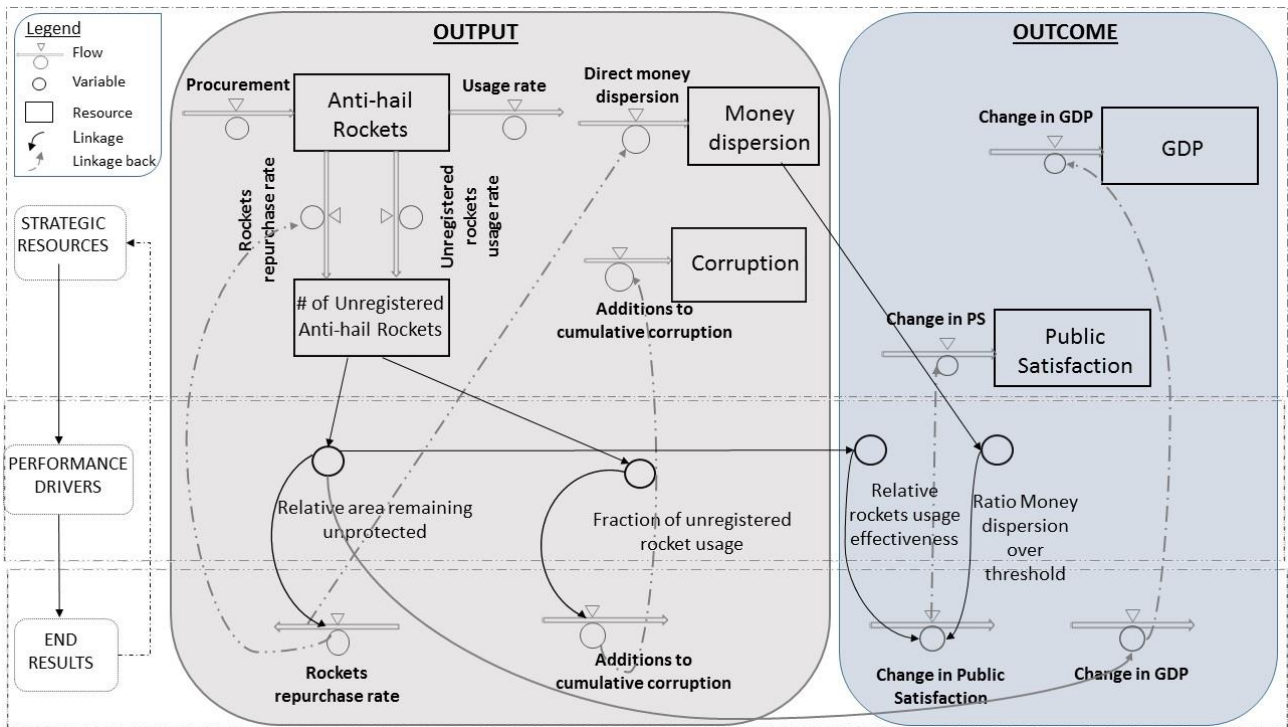 Legend
Flow
Variable
Resource
Linkage
Linkage back
STRATEGIC
RESOURCES
PERFORMANCE
DRIVERS
END
RESULTS
OUTPUT
Procurement
Anti-hail
Rockets
Usage rate
Direct money
dispersion
Money
dispersion
Rockets
repurchase rate
Unregistered
rockets
usage rate
# of Unregistered
Anti-hail Rockets
Corruption
Additions to
cumulative corruption
Relative area remaining
unprotected
Fraction of unregistered
rocket usage
Rockets
repurchase rate
Additions to
cumulative corruption
OUTCOME
Change in GDP
GDP
Change in PS
Public
Satisfaction
Relative
rockets usage
effectiveness
Ratio Money
dispersion
over
threshold
Change in Public
Satisfaction
Change in GDP